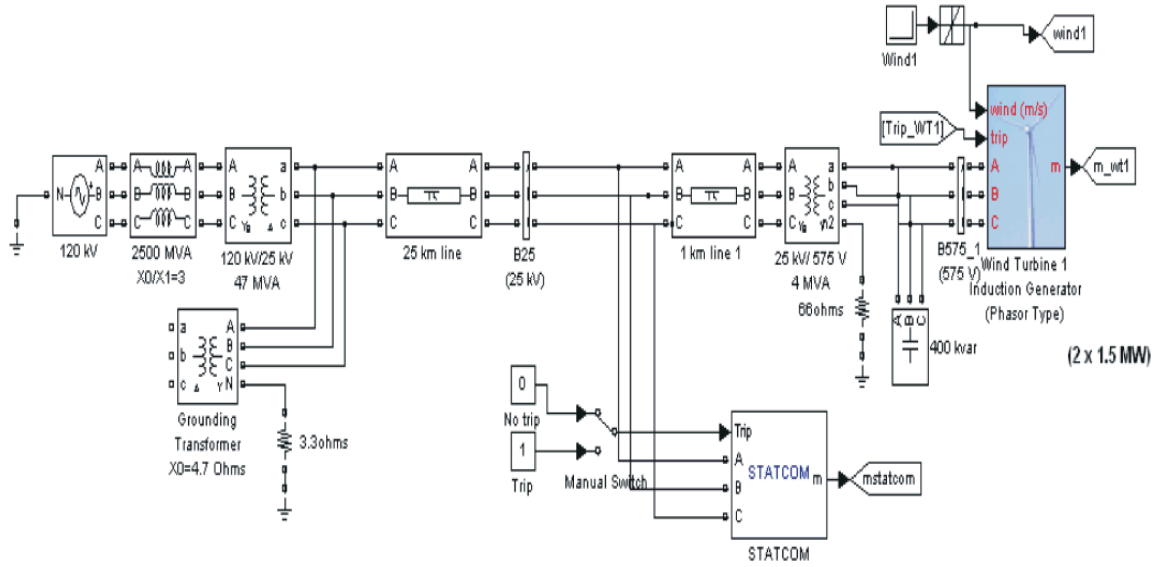 Wind1
wind1
[Trip_WT1]
wind (m/s)
trip
A
B
C
m
m_wt1
N
A
B
C
120 kV
A A
B B
C C
2500 MVA
X0/X1=3
A a
B b
C c
Yg Δ
120 kV/25 kV
47 MVA
A A
B B
C C
25 km line
B25
(25 kV)
A A
B B
C C
1 km line 1
A a
B b
C c
Yg yn2
25 kV/ 575 V
4 MVA
66ohms
B575_1
(575 V)
Wind Turbine 1
Induction Generator
(Phasor Type)
A B C
400 kvar
(2 x 1.5 MW)
a A
b B
c C
Δ Y N
Grounding
Transformer
X0=4.7 Ohms
3.3ohms
0
No trip
1
Trip
Manual Switch
Trip
A
B
C
STATCOM
m
mstatcom
STATCOM